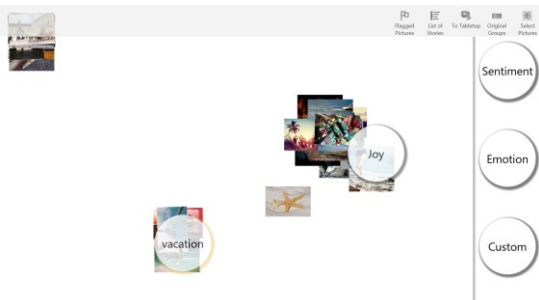 Flagged
Pictures
List of
Stories
To Tabletop
Original
Groups
Select
Pictures
Sentiment
Joy
Emotion
vacation
Custom